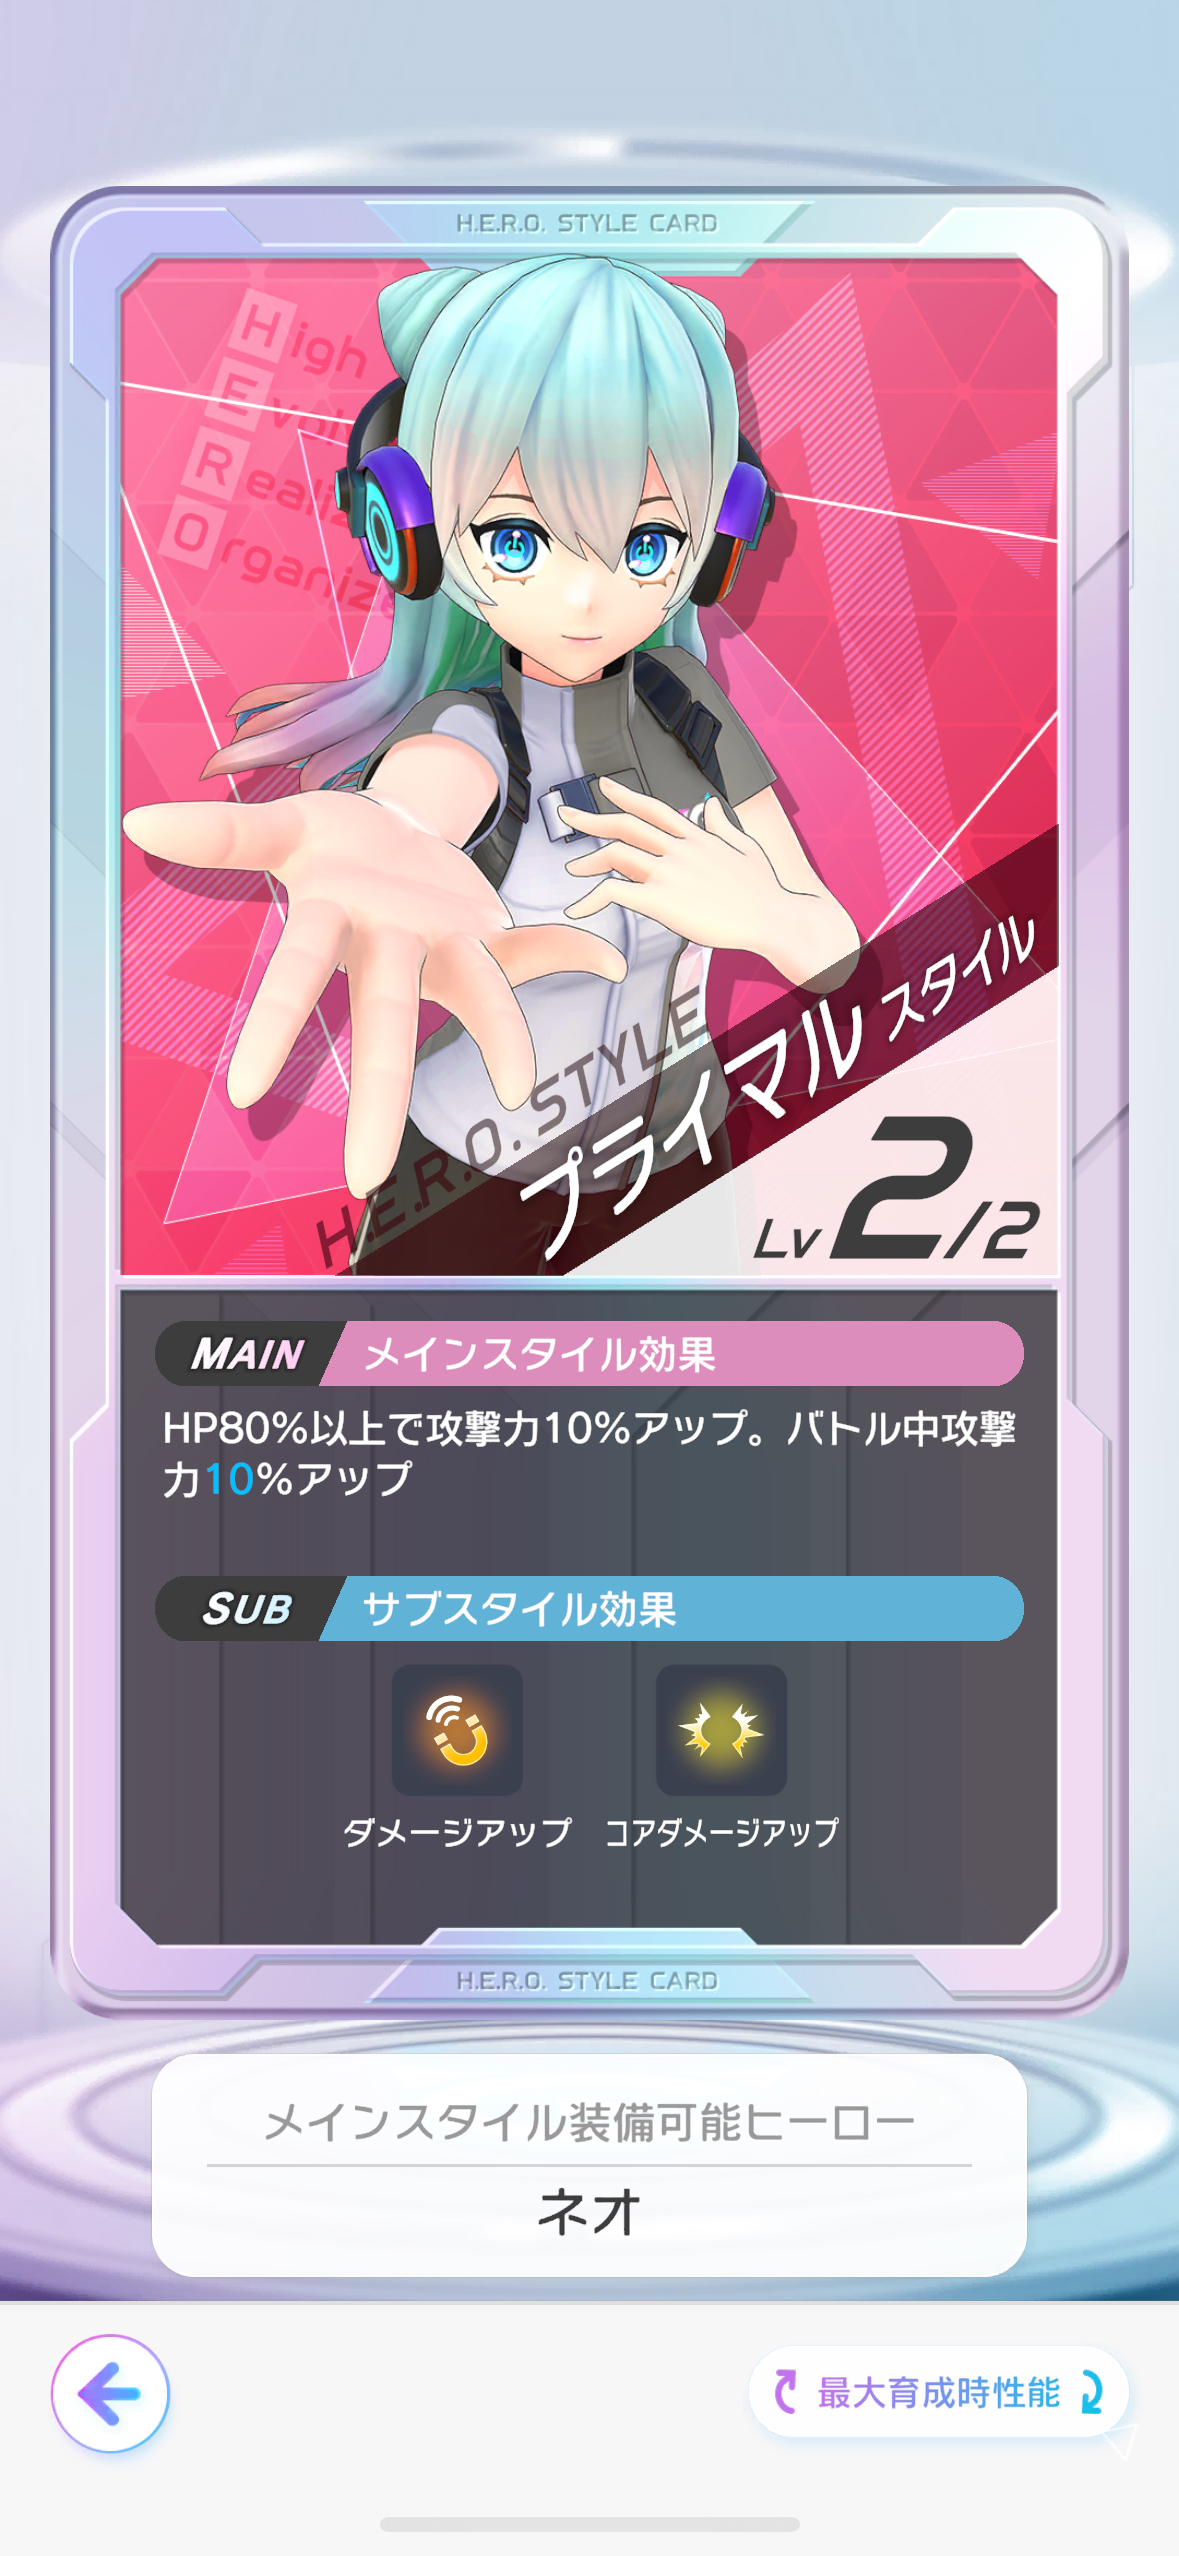 H.E.R.O. STYLE CARD
High
Evolu
Realiz
Organize
H.E.R.O. STYLE
プライマル スタイル
Lv 2/2
MAIN メインスタイル効果
HP80%以上で攻撃力10%アップ。バトル中攻撃
力10%アップ
SUB サブスタイル効果
ダメージアップ コアダメージアップ
H.E.R.O. STYLE CARD
メインスタイル装備可能ヒーロー
ネオ
最大育成時性能